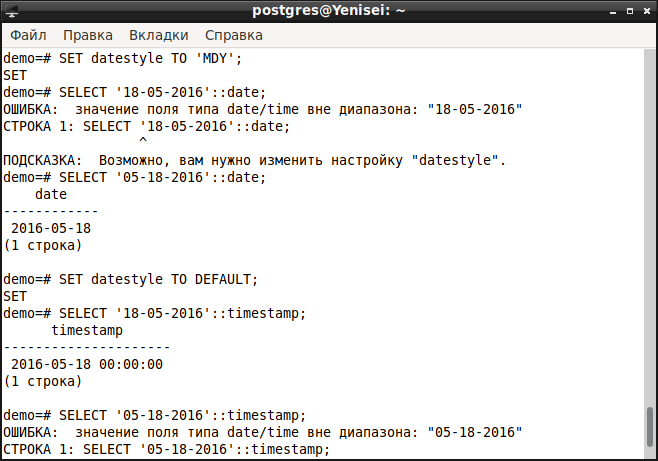 postgres@Yenisei: ~
Файл Правка Вкладки Справка
demo=# SET datestyle TO 'MDY';
SET
demo=# SELECT '18-05-2016'::date;
ОШИБКА:  значение поля типа date/time вне диапазона: "18-05-2016"
СТРОКА 1: SELECT '18-05-2016'::date;
                 ^
ПОДСКАЗКА:  Возможно, вам нужно изменить настройку "datestyle".
demo=# SELECT '05-18-2016'::date;
    date
------------
 2016-05-18
(1 строка)

demo=# SET datestyle TO DEFAULT;
SET
demo=# SELECT '18-05-2016'::timestamp;
      timestamp
---------------------
 2016-05-18 00:00:00
(1 строка)

demo=# SELECT '05-18-2016'::timestamp;
ОШИБКА:  значение поля типа date/time вне диапазона: "05-18-2016"
СТРОКА 1: SELECT '05-18-2016'::timestamp;